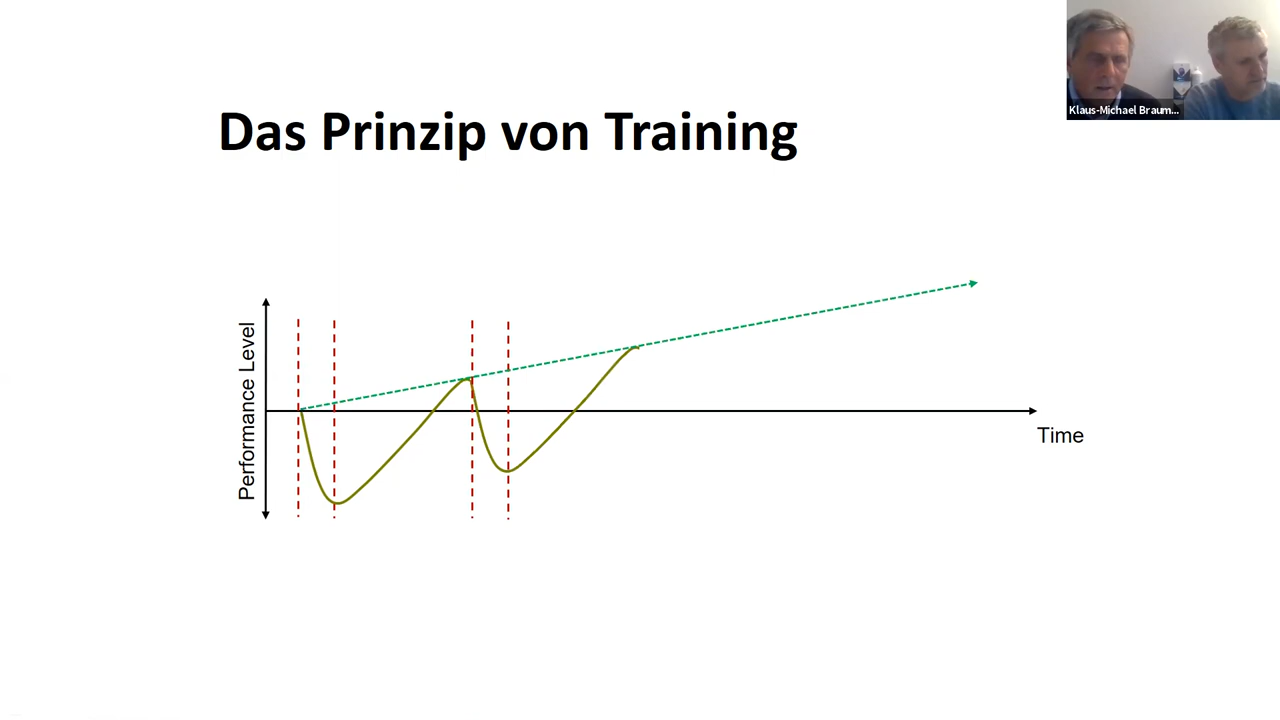 Das Prinzip von Training
Klaus-Michael Braum...
Performance Level
Time